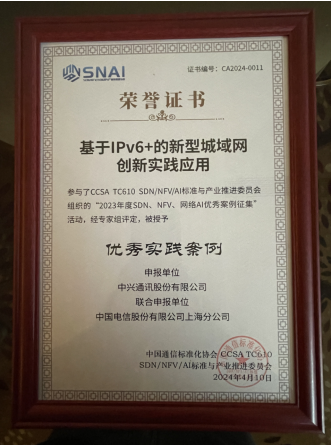 SNAI
证书编号：CA2024-0011
荣誉证书
基于IPv6+的新型城域网
创新实践应用
参与了CCSA TC610 SDN/NFV/AI标准与产业推进委员会
组织的“2023年度SDN、NFV、网络AI优秀案例征集”
活动，经专家组评定，被授予
优秀实践案例
申报单位
中兴通讯股份有限公司
联合申报单位
中国电信股份有限公司上海分公司
中国通信标准化协会 CCSA TC610
SDN/NFV/AI标准与产业推进委员会
2024年4月10日